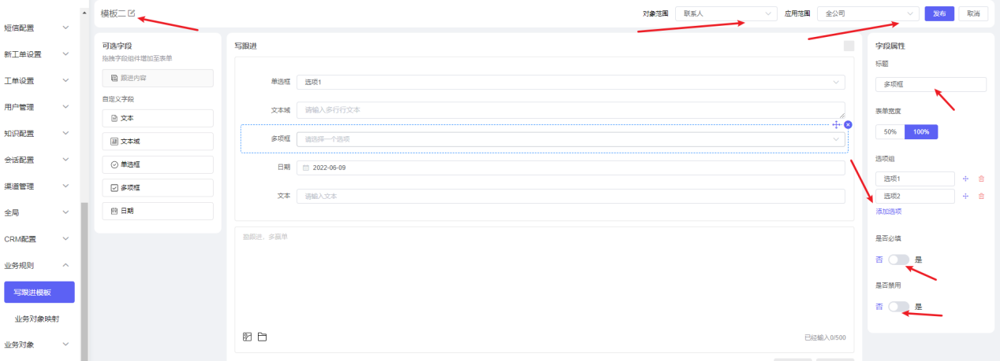 模板二
对象范围 联系人 应用范围 全公司 发布 取消
短信配置
新工单设置
工单设置
用户管理
知识配置
会话配置
渠道管理
全局
CRM配置
业务规则
写跟进模板
业务对象映射
业务对象
可选字段
拖拽字段组件增加至表单
跟进内容
自定义字段
文本
文本域
单选框
多项框
日期
写跟进
单选框 选项1
文本域 请输入多行行文本
多项框 请选择一个选项
日期 2022-06-09
文本 请输入文本
勤跟进，多赢单
已经输入0/500
字段属性
标题
多项框
表单宽度
50% 100%
选项组
选项1
选项2
添加选项
是否必填
否 是
是否禁用
否 是